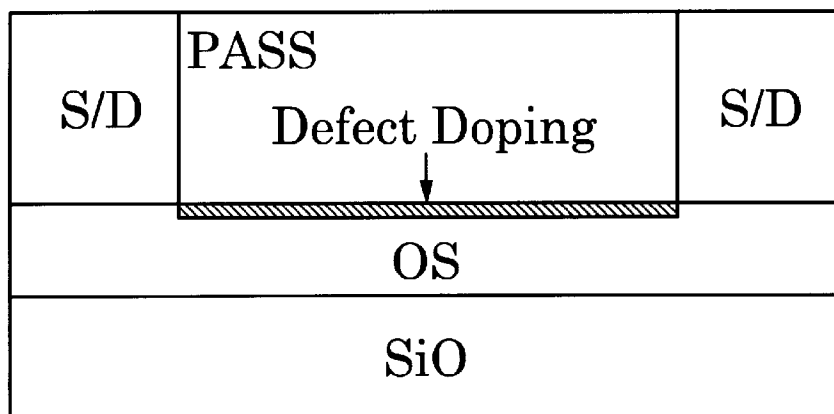 PASS
S/D
Defect Doping
S/D
OS
SiO